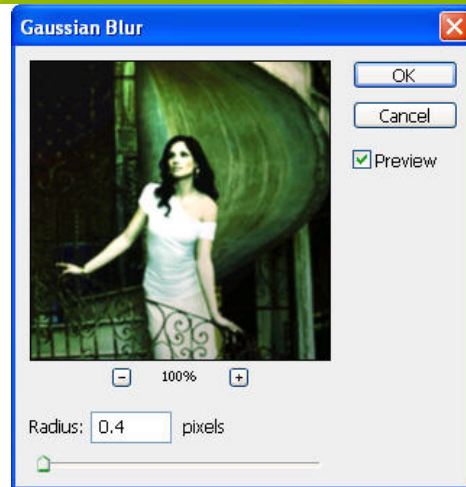 Gaussian Blur
OK
Cancel
Preview
- 100% +
Radius: 0.4 pixels